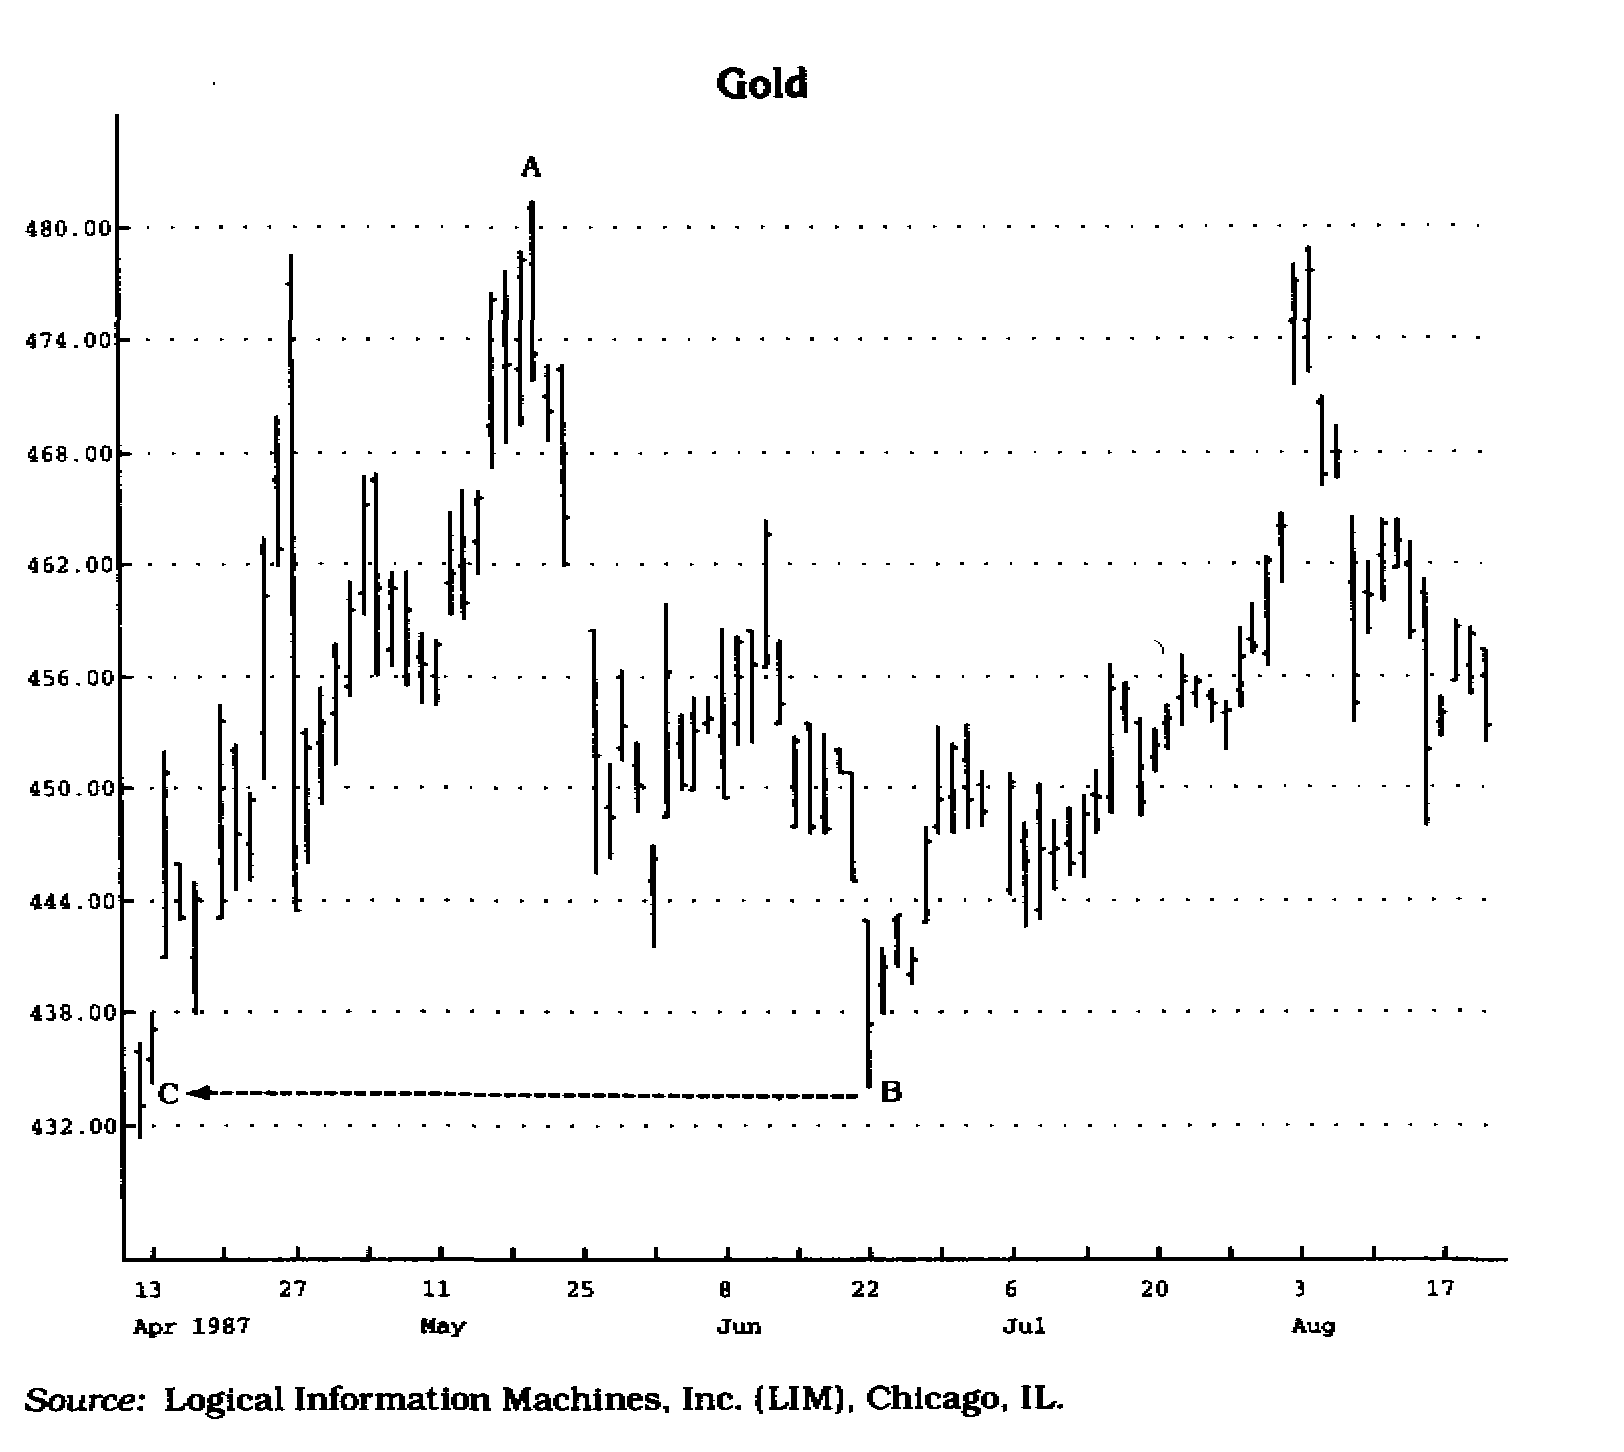 Gold
A
480.00
474.00
468.00
462.00
456.00
450.00
444.00
438.00
C B
432.00
13 27 11 25 8 22 6 20 3 17
Apr 1987 May Jun Jul Aug
Source: Logical Information Machines, Inc. (LIM), Chicago, IL.